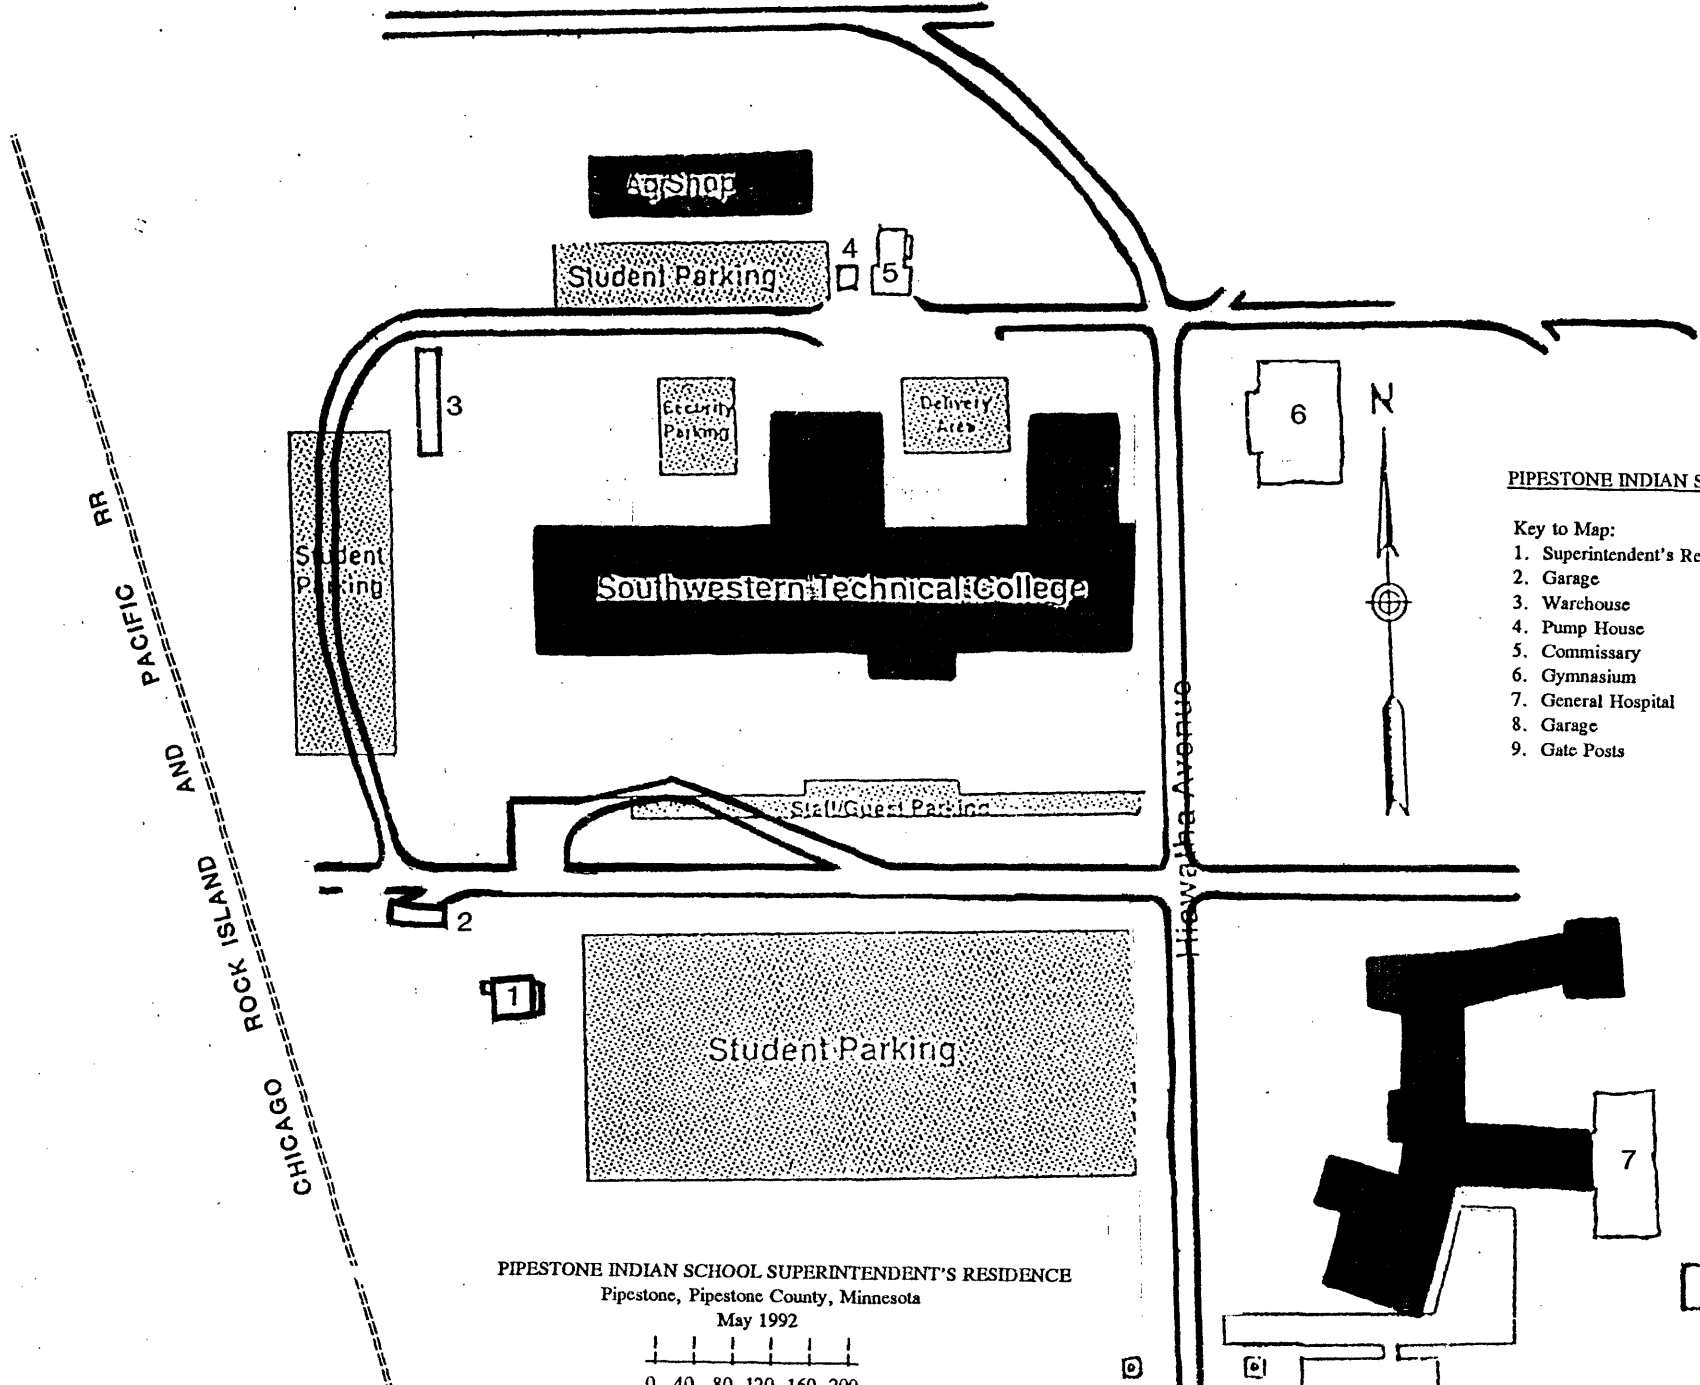 Ag Shop
Student Parking
4
5
3
Security
Parking
Delivery
Area
6
N
PIPESTONE INDIAN S
Key to Map:
1. Superintendent's Re
2. Garage
3. Warehouse
4. Pump House
5. Commissary
6. Gymnasium
7. General Hospital
8. Garage
9. Gate Posts
Student
Parking
Southwestern Technical College
Staff/Guest Parking
Hiawatha Avenue
2
1
Student Parking
7
CHICAGO ROCK ISLAND AND PACIFIC RR
PIPESTONE INDIAN SCHOOL SUPERINTENDENT'S RESIDENCE
Pipestone, Pipestone County, Minnesota
May 1992
0 40 80 120 160 200